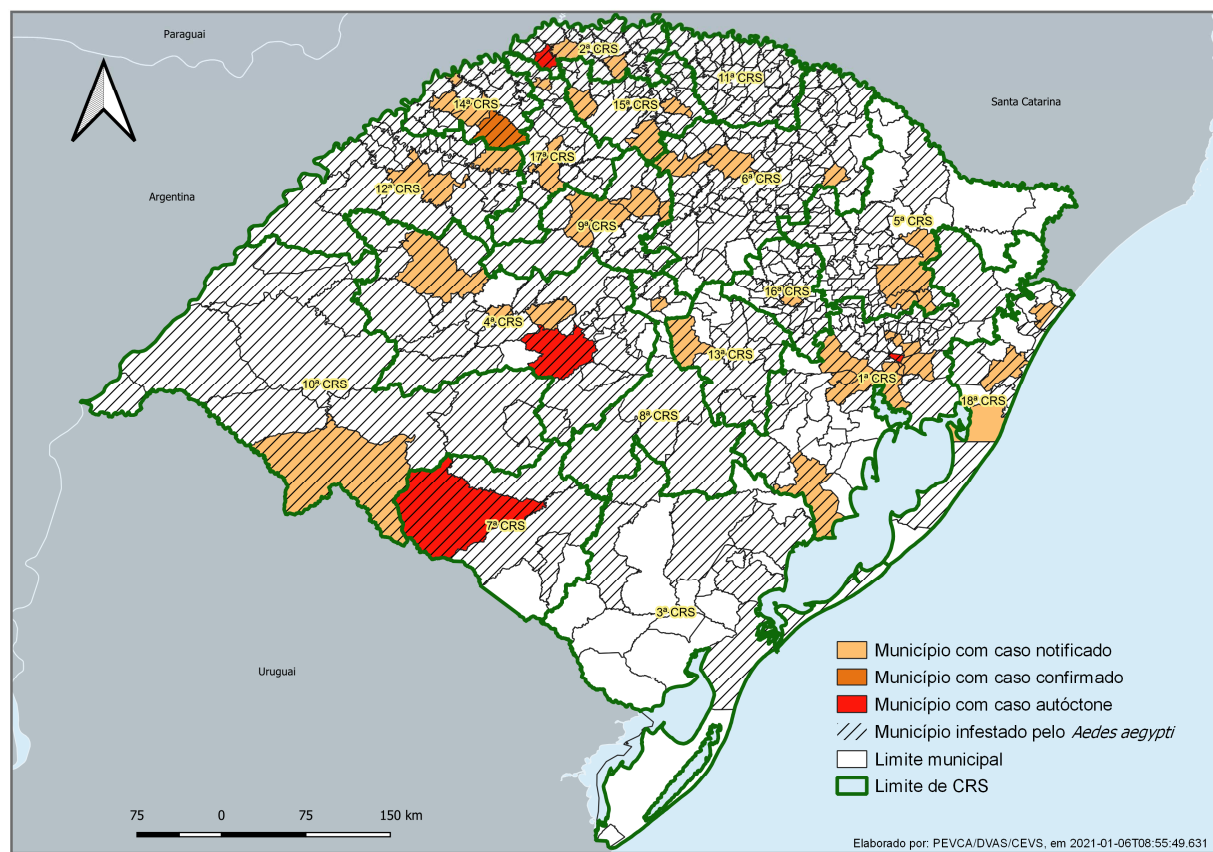 Paraguai
2ª CRS
11ª CRS
Santa Catarina
14ª CRS
15ª CRS
17ª CRS
6ª CRS
12ª CRS
Argentina
5ª CRS
9ª CRS
16ª CRS
4ª CRS
13ª CRS
10ª CRS
1ª CRS
18ª CRS
8ª CRS
7ª CRS
3ª CRS
Uruguai
Município com caso notificado
Município com caso confirmado
Município com caso autóctone
Município infestado pelo Aedes aegypti
Limite municipal
Limite de CRS
75 0 75 150 km
Elaborado por: PEVCA/DVAS/CEVS, em 2021-01-06T08:55:49.631